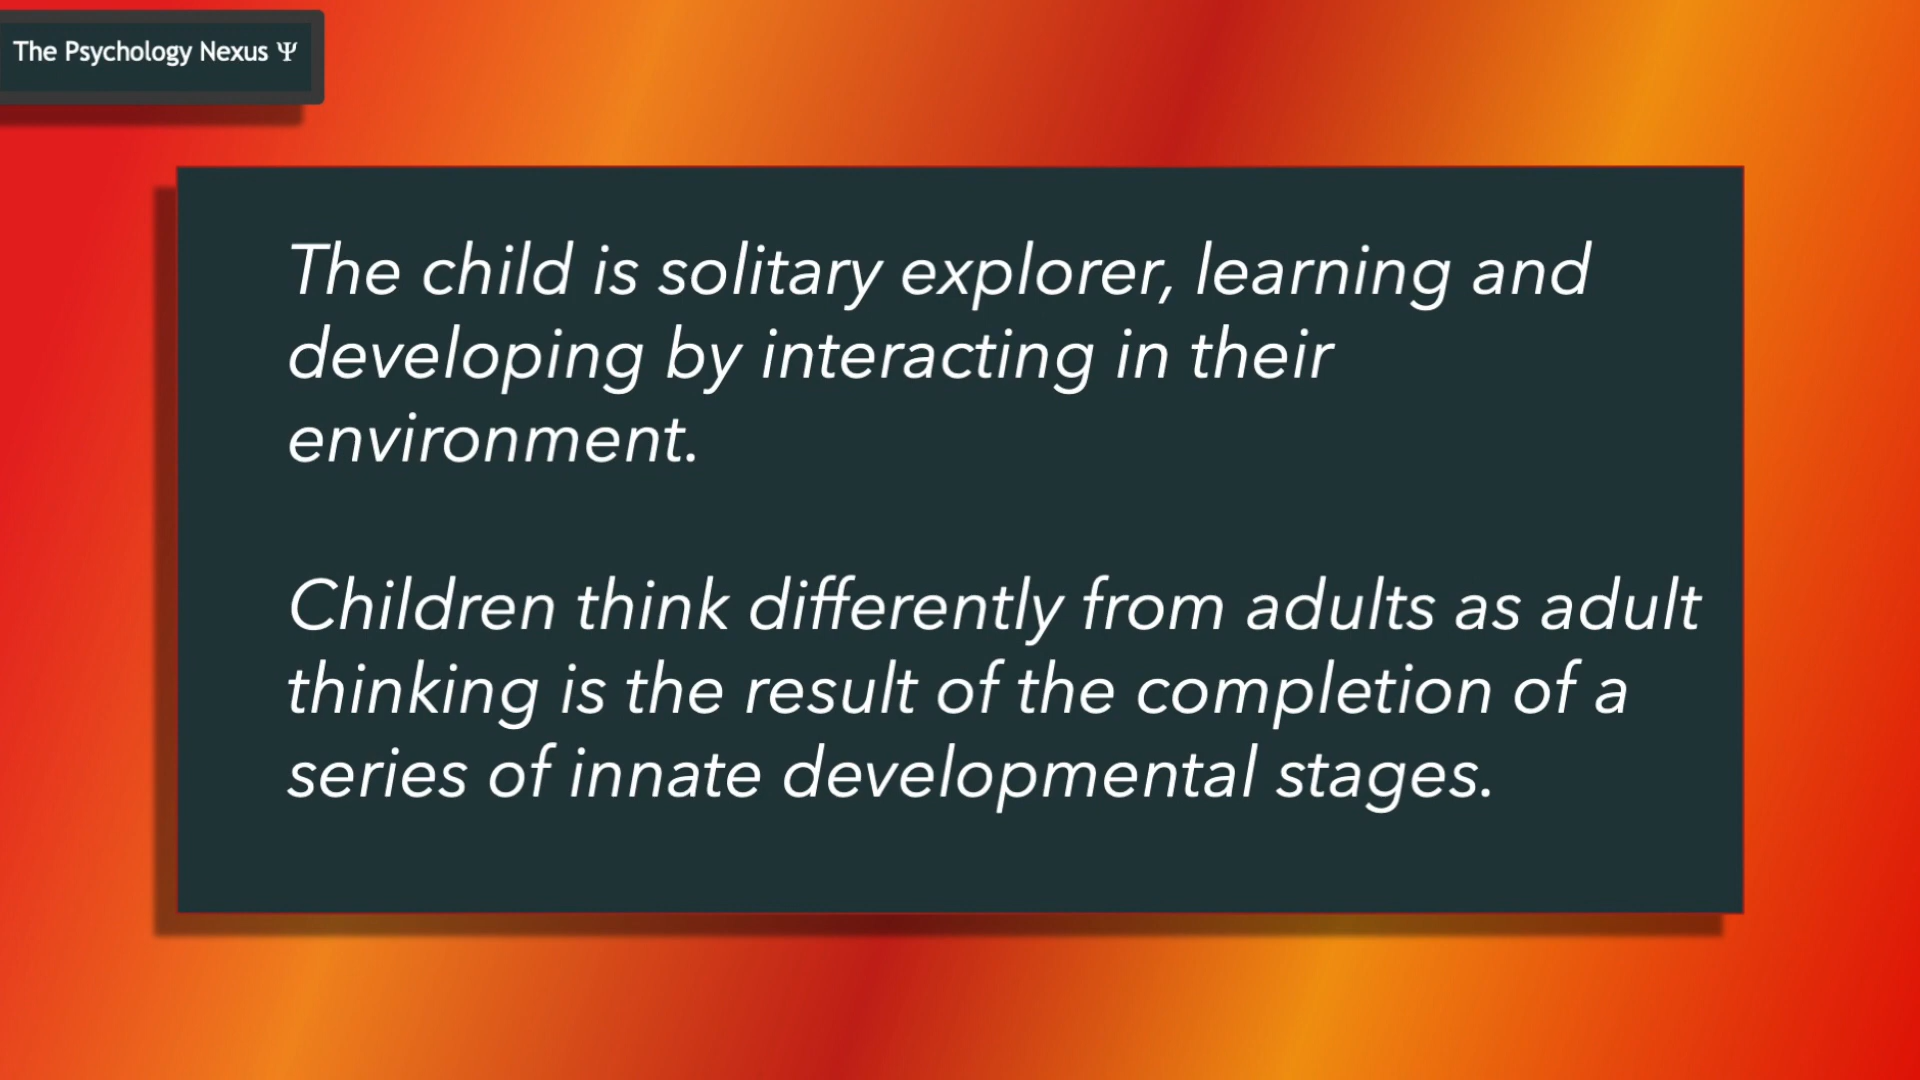 The Psychology Nexus Ψ
The child is solitary explorer, learning and
developing by interacting in their
environment.
Children think differently from adults as adult
thinking is the result of the completion of a
series of innate developmental stages.